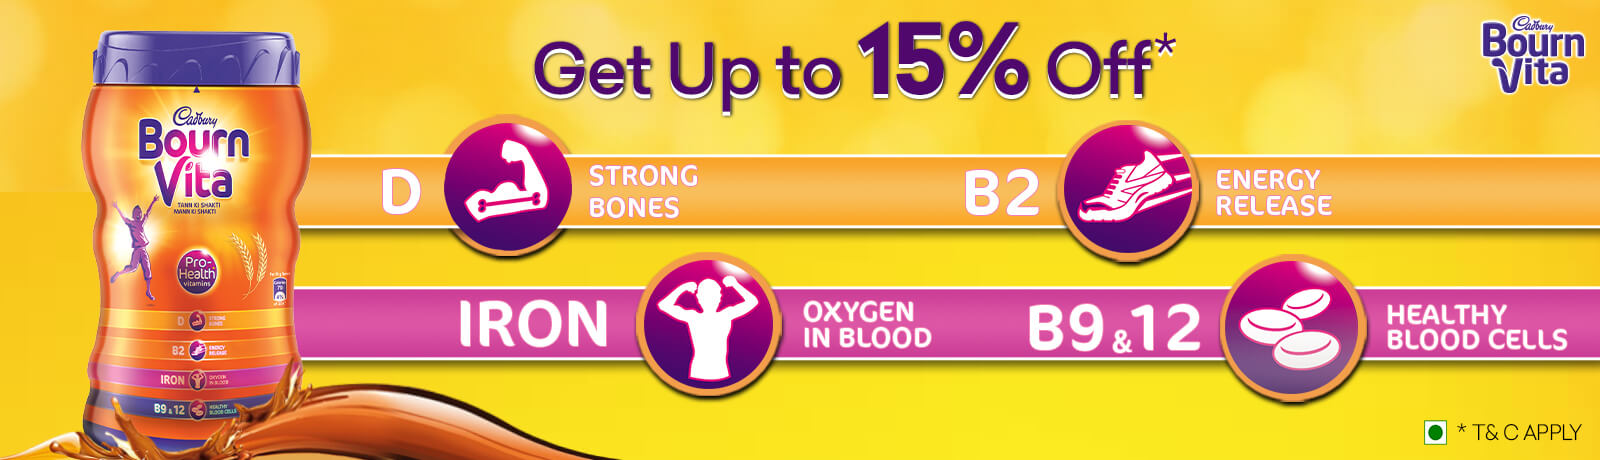 Get Up to 15% Off*
Cadbury
Bourn
Vita
Cadbury
Bourn
Vita
TANN KI SHAKTI
MANN KI SHAKTI
Pro-
Health
vitamins
D STRONG
BONES
B2 ENERGY
RELEASE
IRON OXYGEN
IN BLOOD
B9 & 12 HEALTHY
BLOOD CELLS
D STRONG
BONES
B2 ENERGY
RELEASE
IRON OXYGEN
IN BLOOD
B9 & 12 HEALTHY
BLOOD CELLS
* T& C APPLY